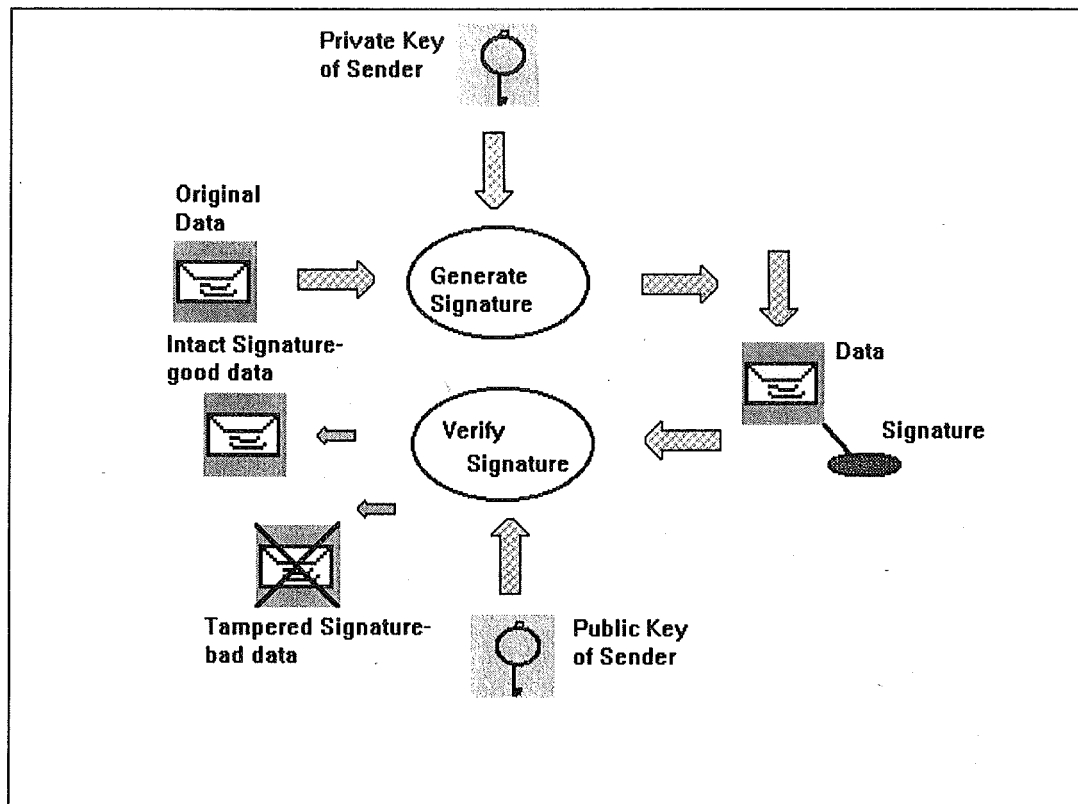 Private Key
of Sender
Original
Data
Generate
Signature
Intact Signature-
good data
Data
Verify
Signature
Signature
Tampered Signature-
bad data
Public Key
of Sender